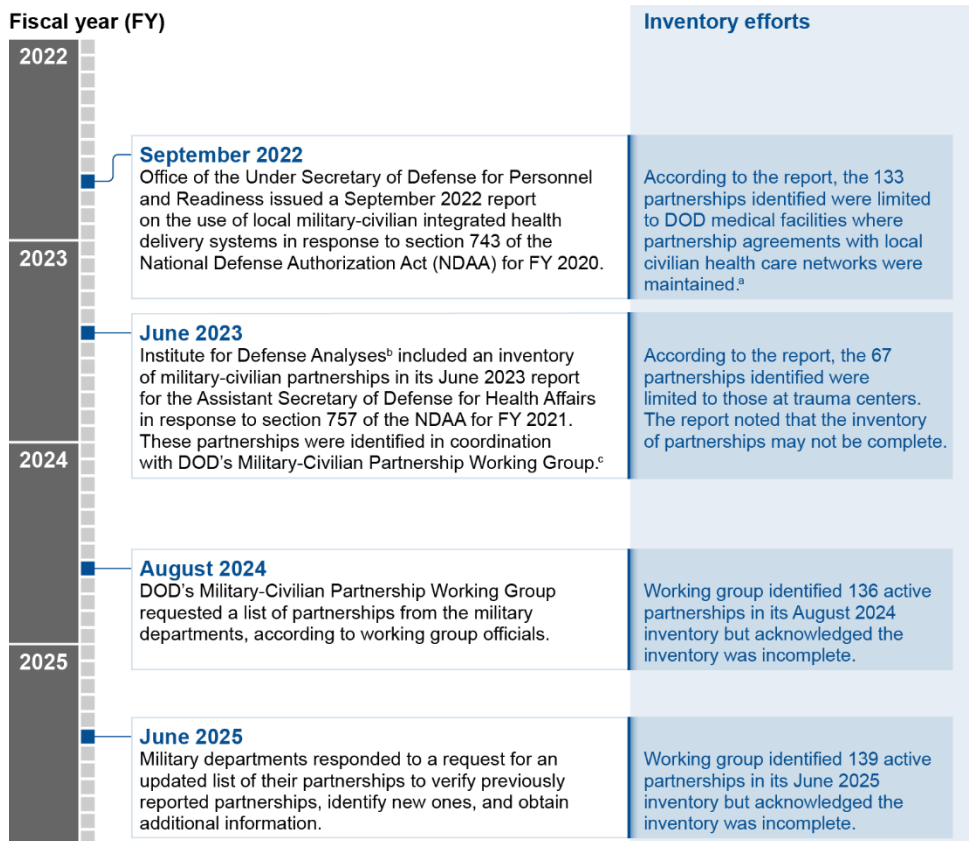 Fiscal year (FY)
Inventory efforts
2022
September 2022
Office of the Under Secretary of Defense for Personnel
and Readiness issued a September 2022 report
on the use of local military-civilian integrated health
delivery systems in response to section 743 of the
National Defense Authorization Act (NDAA) for FY 2020.
According to the report, the 133
partnerships identified were limited
to DOD medical facilities where
partnership agreements with local
civilian health care networks were
maintained.ª
2023
June 2023
Institute for Defense Analysesᵇ included an inventory
of military-civilian partnerships in its June 2023 report
for the Assistant Secretary of Defense for Health Affairs
in response to section 757 of the NDAA for FY 2021.
These partnerships were identified in coordination
with DOD’s Military-Civilian Partnership Working Group.ᶜ
According to the report, the 67
partnerships identified were
limited to those at trauma centers.
The report noted that the inventory
of partnerships may not be complete.
2024
August 2024
DOD’s Military-Civilian Partnership Working Group
requested a list of partnerships from the military
departments, according to working group officials.
Working group identified 136 active
partnerships in its August 2024
inventory but acknowledged the
inventory was incomplete.
2025
June 2025
Military departments responded to a request for an
updated list of their partnerships to verify previously
reported partnerships, identify new ones, and obtain
additional information.
Working group identified 139 active
partnerships in its June 2025
inventory but acknowledged the
inventory was incomplete.